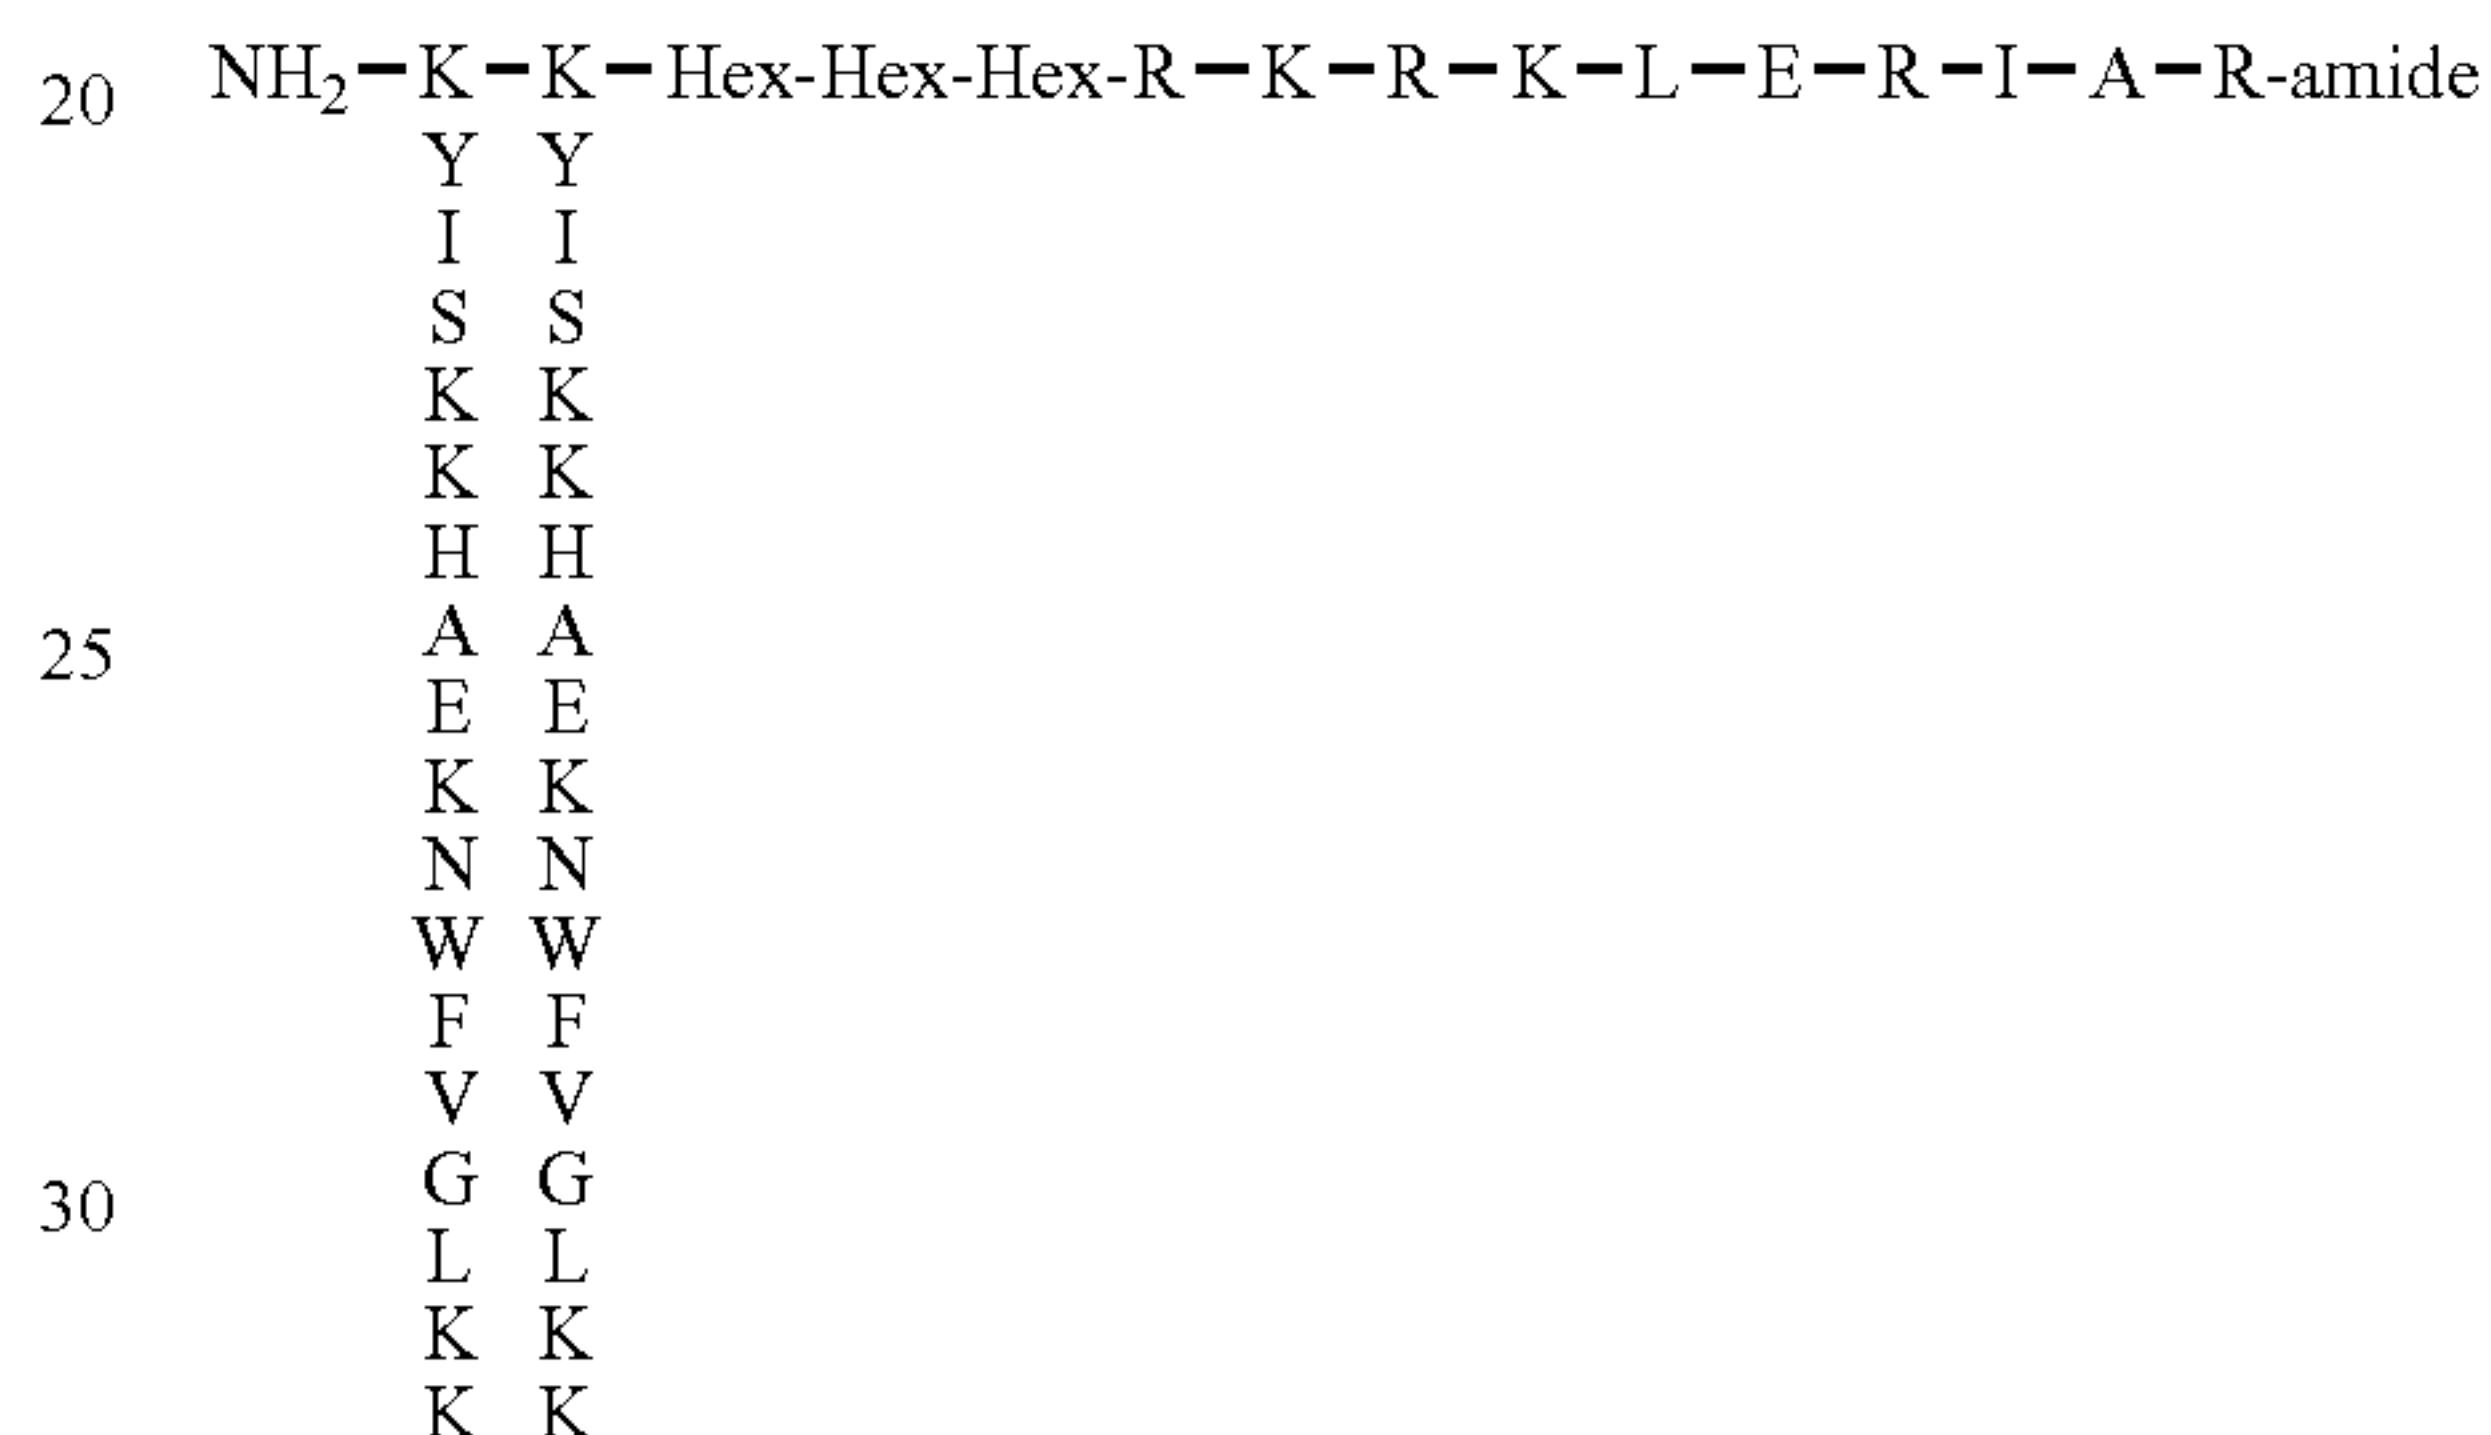 20 NH2-K-K-Hex-Hex-Hex-R-K-R-K-L-E-R-I-A-R-amide
Y Y
I I
S S
K K
K K
H H
25 A A
E E
K K
N N
W W
F F
V V
30 G G
L L
K K
K K